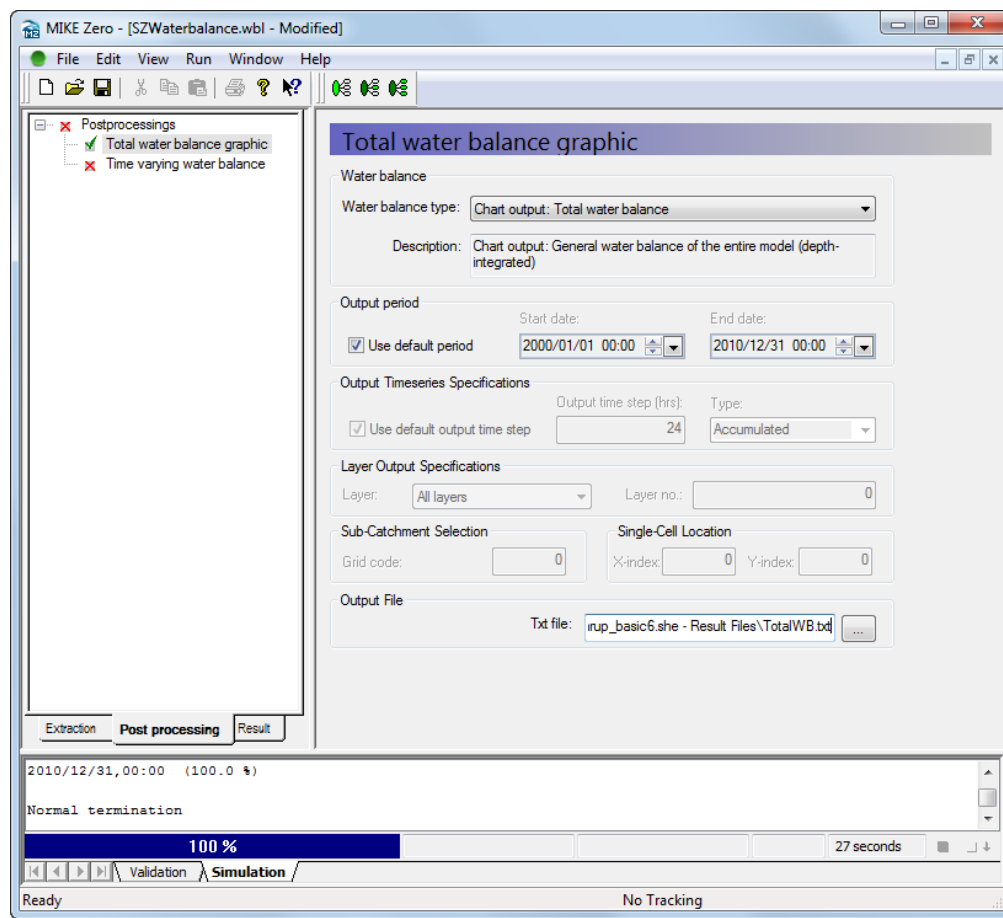 MIKE Zero - [SZWaterbalance.wbl - Modified]
File Edit View Run Window Help
Postprocessings
Total water balance graphic
Time varying water balance
Total water balance graphic
Water balance
Water balance type: Chart output: Total water balance
Description: Chart output: General water balance of the entire model (depth-
integrated)
Output period
Start date: End date:
Use default period 2000/01/01 00:00 2010/12/31 00:00
Output Timeseries Specifications
Output time step (hrs): Type:
Use default output time step 24 Accumulated
Layer Output Specifications
Layer: All layers Layer no.: 0
Sub-Catchment Selection Single-Cell Location
Grid code: 0 X-index: 0 Y-index: 0
Output File
Txt file: rup_basic6.she - Result Files\TotalWB.txt ...
Extraction Post processing Result
2010/12/31,00:00 (100.0 %)
Normal termination
100 % 27 seconds
Validation Simulation
Ready No Tracking